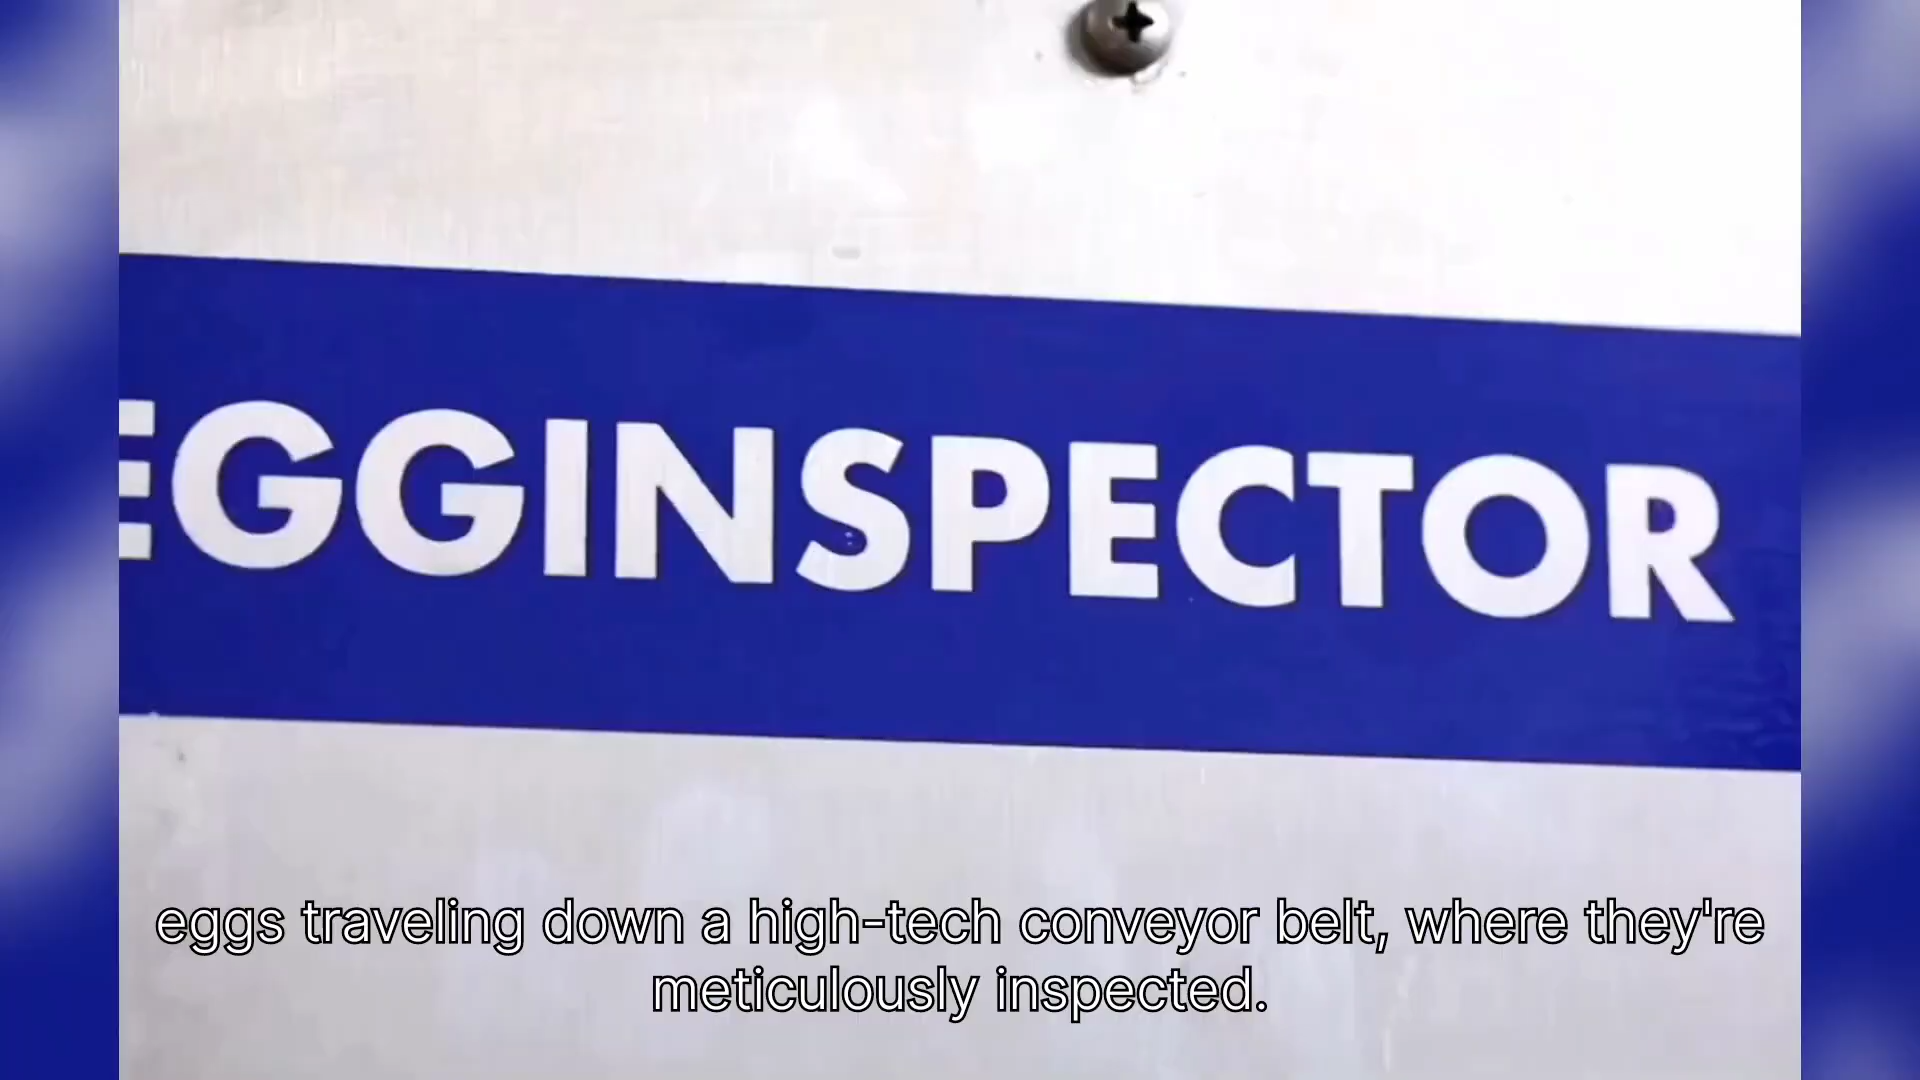 EGGINSPECTOR
eggs traveling down a high-tech conveyor belt, where they're
meticulously inspected.